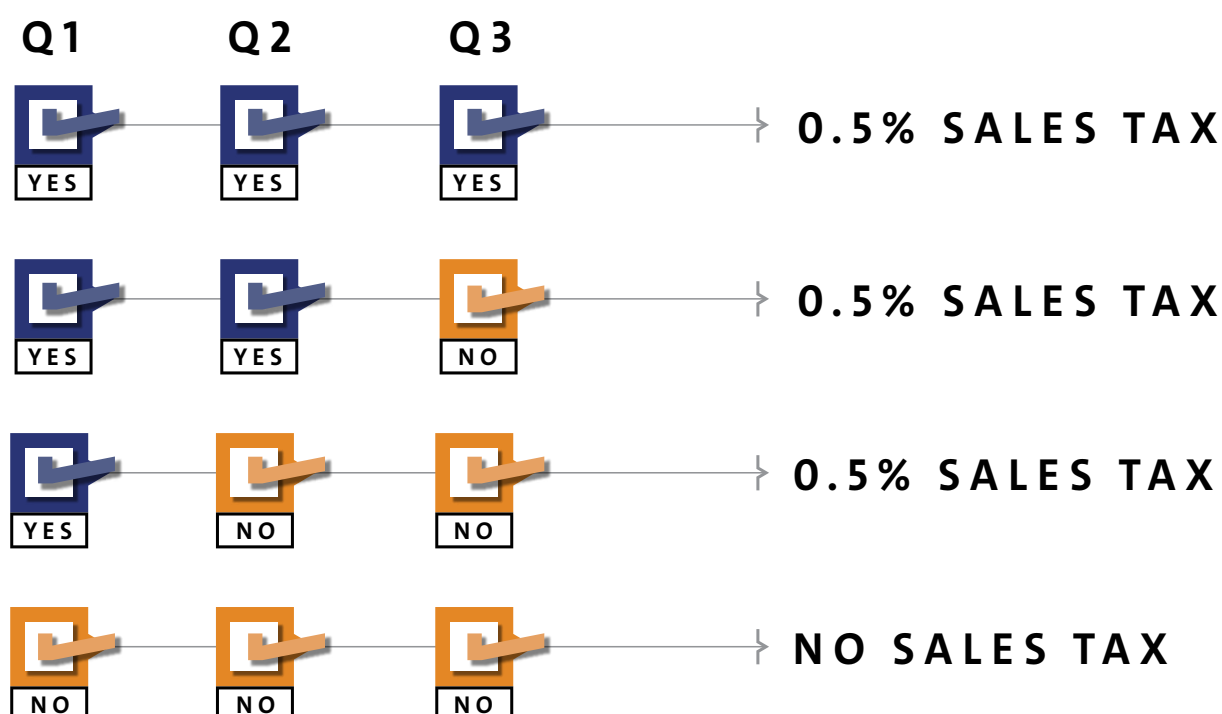 Q1 Q2 Q3
0.5% SALES TAX
YES YES YES
0.5% SALES TAX
YES YES NO
0.5% SALES TAX
YES NO NO
NO SALES TAX
NO NO NO